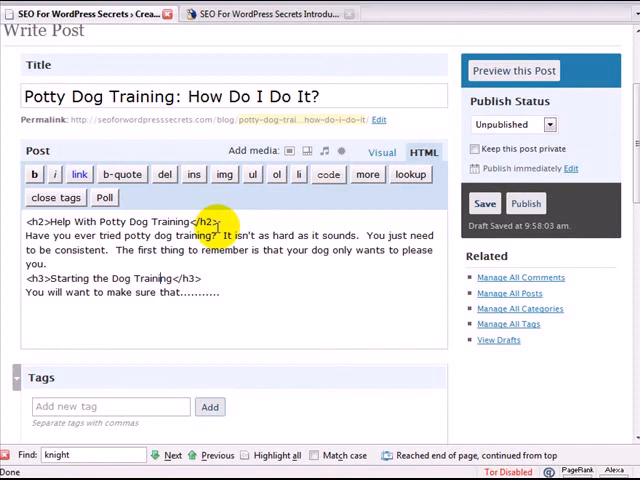 SEO For WordPress Secrets › Crea...
SEO For WordPress Secrets Introdu...
Write Post
Title
Potty Dog Training: How Do I Do It?
Permalink: http://seoforwordpresssecrets.com/blog/potty-dog-trai...how-do-i-do-it/ Edit
Post
Add media:
Visual
HTML
b i link b-quote del ins img ul ol li code more lookup
close tags Poll
<h2>Help With Potty Dog Training</h2>
Have you ever tried potty dog training? It isn't as hard as it sounds. You just need
to be consistent. The first thing to remember is that your dog only wants to please
you.
<h3>Starting the Dog Training</h3>
You will want to make sure that...........
Tags
Add new tag
Add
Separate tags with commas
Preview this Post
Publish Status
Unpublished
Keep this post private
Publish immediately Edit
Save Publish
Draft Saved at 9:58:03 am.
Related
Manage All Comments
Manage All Posts
Manage All Categories
Manage All Tags
View Drafts
Find: knight Next Previous Highlight all Match case Reached end of page, continued from top
Done
Tor Disabled PageRank Alexa